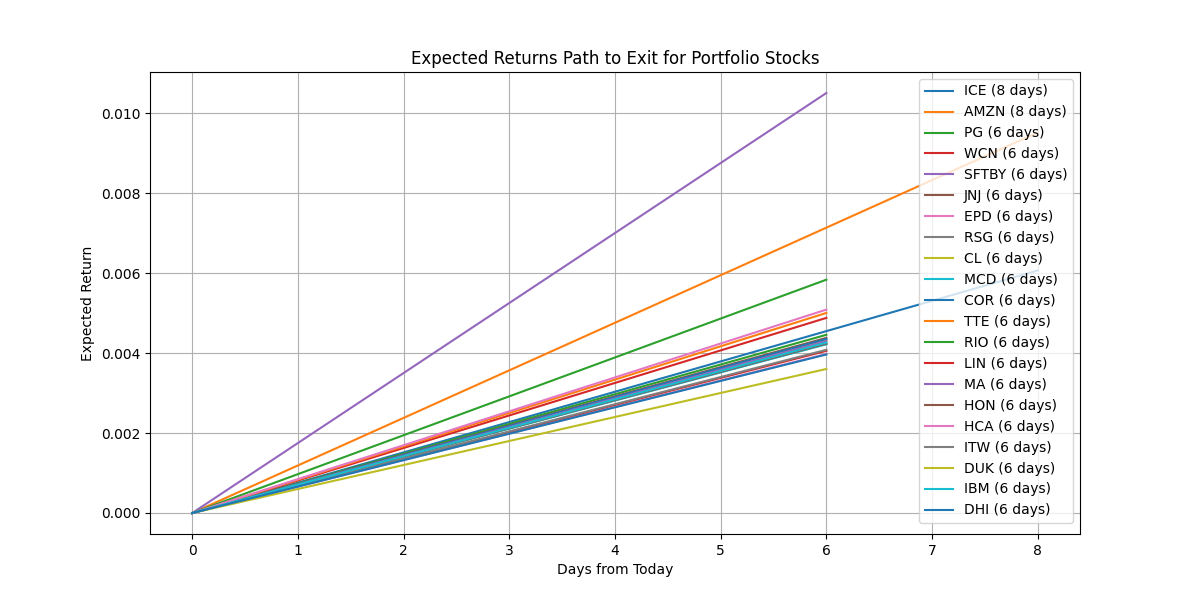 Expected Returns Path to Exit for Portfolio Stocks
Expected Return
0.010
0.008
0.006
0.004
0.002
0.000
0 1 2 3 4 5 6 7 8
Days from Today
ICE (8 days)
AMZN (8 days)
PG (6 days)
WCN (6 days)
SFTBY (6 days)
JNJ (6 days)
EPD (6 days)
RSG (6 days)
CL (6 days)
MCD (6 days)
COR (6 days)
TTE (6 days)
RIO (6 days)
LIN (6 days)
MA (6 days)
HON (6 days)
HCA (6 days)
ITW (6 days)
DUK (6 days)
IBM (6 days)
DHI (6 days)